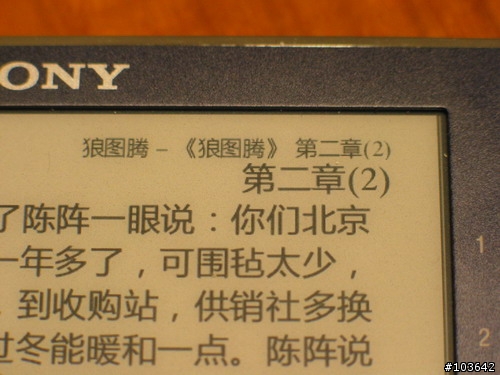 SONY
狼图腾 – 《狼图腾》 第二章(2)
第二章(2)
了陈阵一眼说：你们北京
一年多了，可围毡太少，
，到收购站，供销社多换
过冬能暖和一点。陈阵说
1
2
#103642